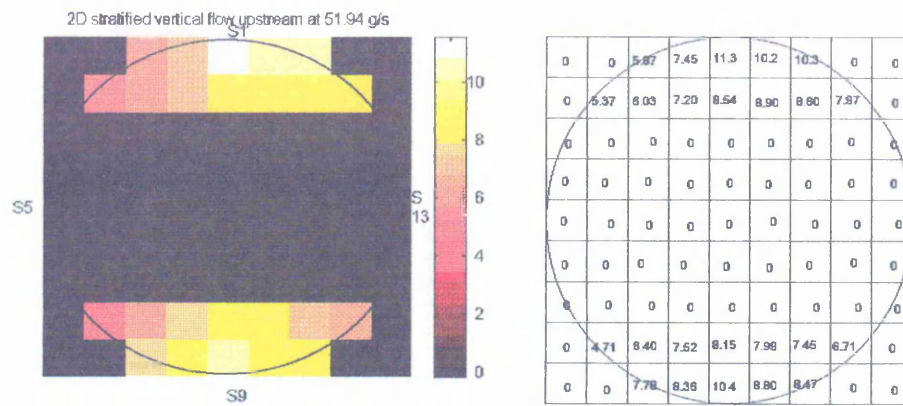 2D stratified vertical flow upstream at 51.94 g/s
S1
S5
S
13
S9
10
8
6
4
2
0
0 0 5.87 7.45 11.3 10.2 10.3 0 0
0 5.37 6.03 7.20 8.54 8.90 8.80 7.87 0
0 0 0 0 0 0 0 0 0
0 0 0 0 0 0 0 0 0
0 0 0 0 0 0 0 0 0
0 0 0 0 0 0 0 0 0
0 0 0 0 0 0 0 0 0
0 4.71 6.40 7.52 8.15 7.98 7.45 6.71 0
0 0 7.78 8.36 10.4 8.80 8.47 0 0